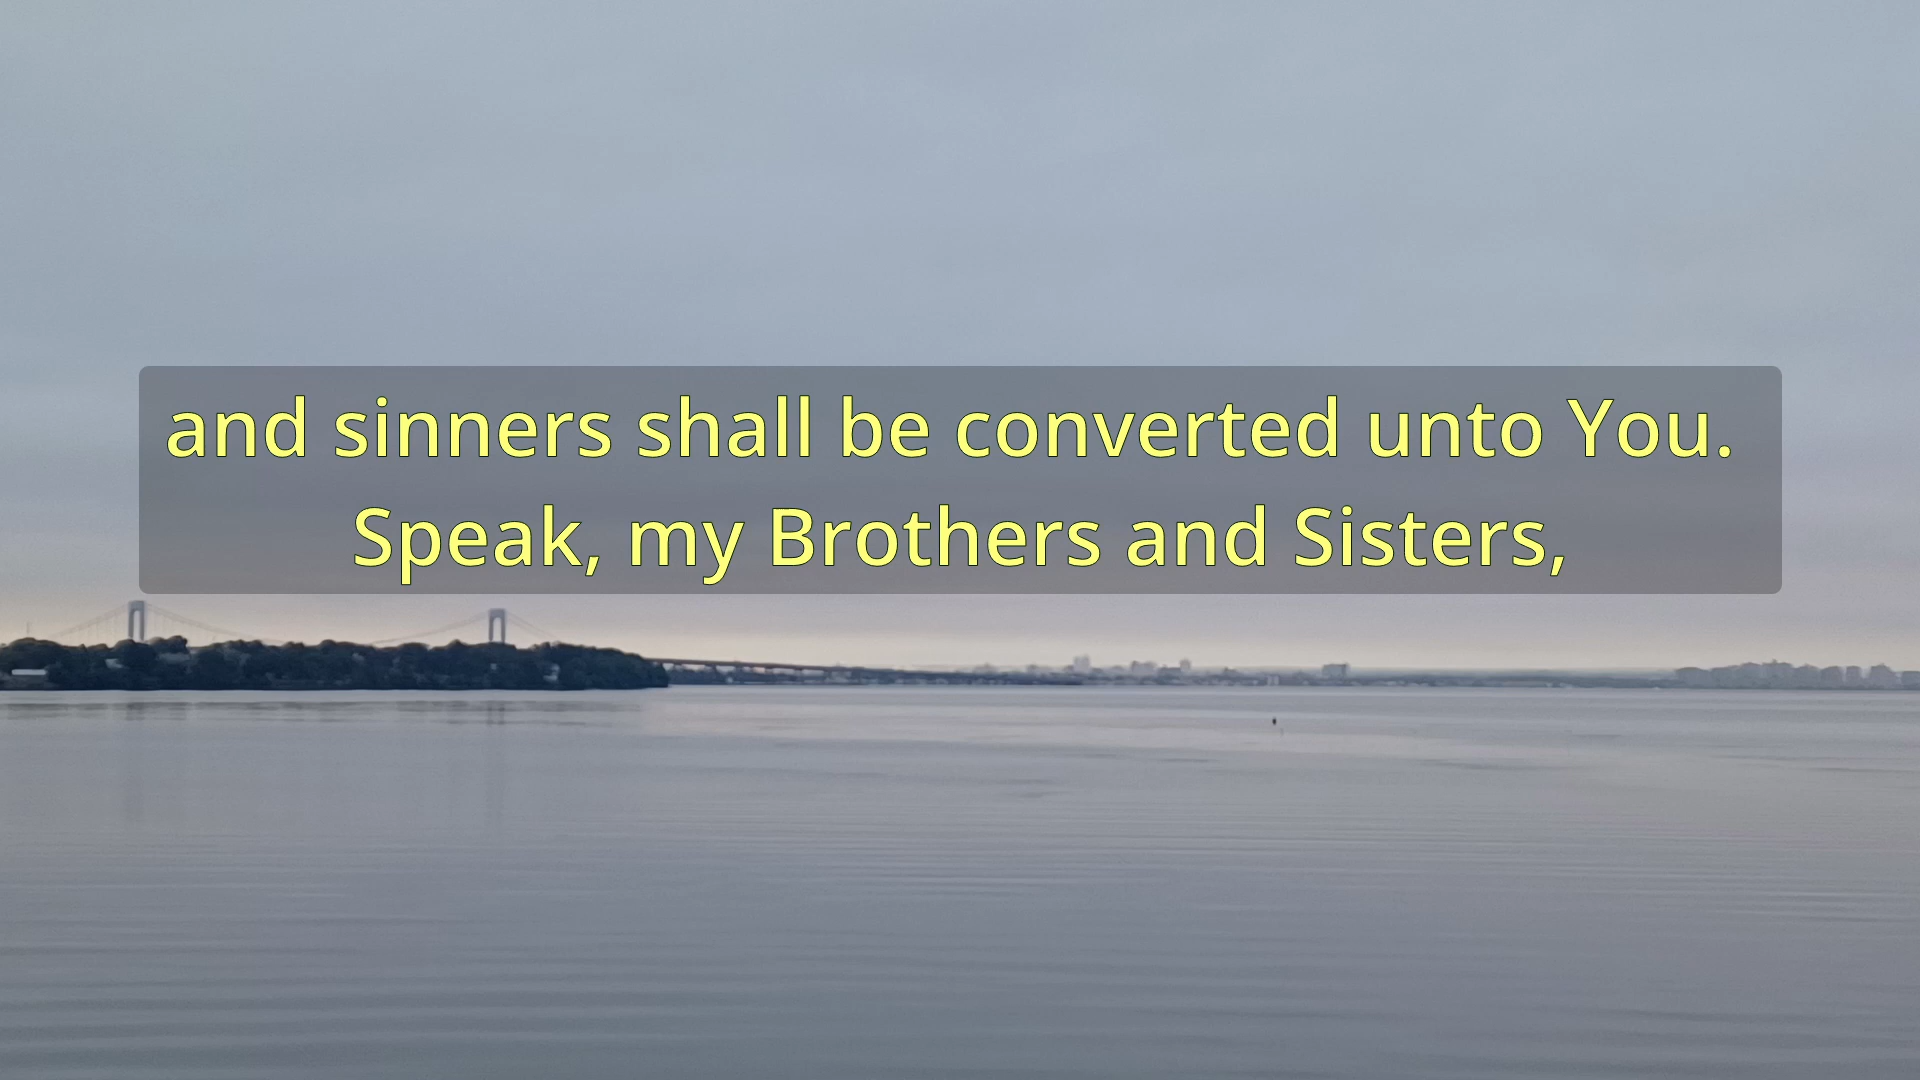 and sinners shall be converted unto You.
Speak, my Brothers and Sisters,